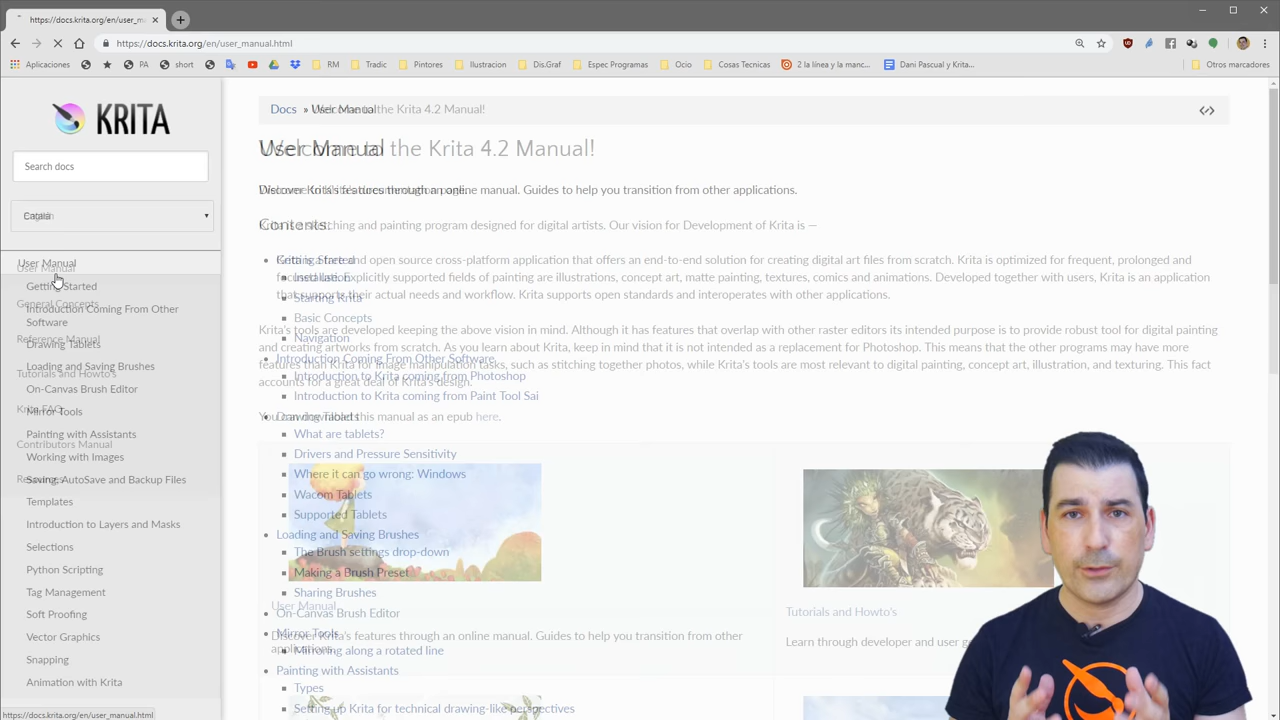 https://docs.krita.org/en/user_m
https://docs.krita.org/en/user_manual.html
Aplicaciones
PA
short
RM
Tradic
Pintores
Ilustracion
Dis.Graf
Espec Programas
Ocio
Cosas Tecnicas
2 la línea y la manc...
Dani Pascual y Krita...
Otros marcadores
KRITA
Search docs
Català
User Manual
User Manual
Getting Started
General Concepts
Introduction Coming From Other
Software
Reference Manual
Drawing Tablets
Loading and Saving Brushes
Tutorials and Howto's
On-Canvas Brush Editor
Krita FAQ
Mirror Tools
Painting with Assistants
Contributors Manual
Working with Images
Saving, AutoSave and Backup Files
Templates
Introduction to Layers and Masks
Selections
Python Scripting
Tag Management
Soft Proofing
Vector Graphics
Snapping
Animation with Krita
https://docs.krita.org/en/user_manual.html
Docs » User Manual
Welcome to the Krita 4.2 Manual!
User Manual
Welcome to the Krita 4.2 Manual!
Discover Krita's features through an online manual. Guides to help you transition from other applications.
Contents:
Krita is a sketching and painting program designed for digital artists. Our vision for Development of Krita is —
Krita is a free and open source cross-platform application that offers an end-to-end solution for creating digital art files from scratch. Krita is optimized for frequent, prolonged and
focused use. Explicitly supported fields of painting are illustrations, concept art, matte painting, textures, comics and animations. Developed together with users, Krita is an application
that supports their actual needs and workflow. Krita supports open standards and interoperates with other applications.
Getting Started
Installation
Starting Krita
Basic Concepts
Navigation
Krita's tools are developed keeping the above vision in mind. Although it has features that overlap with other raster editors its intended purpose is to provide robust tool for digital painting
and creating artworks from scratch. As you learn about Krita, keep in mind that it is not intended as a replacement for Photoshop. This means that the other programs may have more
features than Krita for image manipulation tasks, such as stitching together photos, while Krita's tools are most relevant to digital painting, concept art, illustration, and texturing. This fact
accounts for a great deal of Krita's design.
Introduction Coming From Other Software
Introduction to Krita coming from Photoshop
Introduction to Krita coming from Paint Tool Sai
You can download this manual as an epub here.
Drawing Tablets
What are tablets?
Drivers and Pressure Sensitivity
Where it can go wrong: Windows
Wacom Tablets
Supported Tablets
Loading and Saving Brushes
The Brush settings drop-down
Making a Brush Preset
Sharing Brushes
On-Canvas Brush Editor
Mirror Tools
Mirroring along a rotated line
Painting with Assistants
Types
Setting up Krita for technical drawing-like perspectives
User Manual
Discover Krita's features through an online manual. Guides to help you transition from other
applications.
Tutorials and Howto's
Learn through developer and user